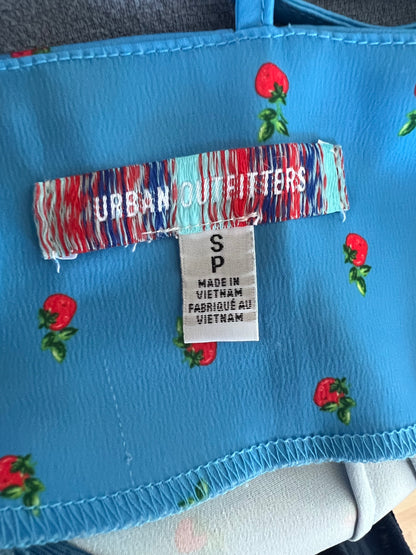 URBAN OUTFITTERS
S
P
MADE IN
VIETNAM
FABRIQUÉ AU
VIETNAM